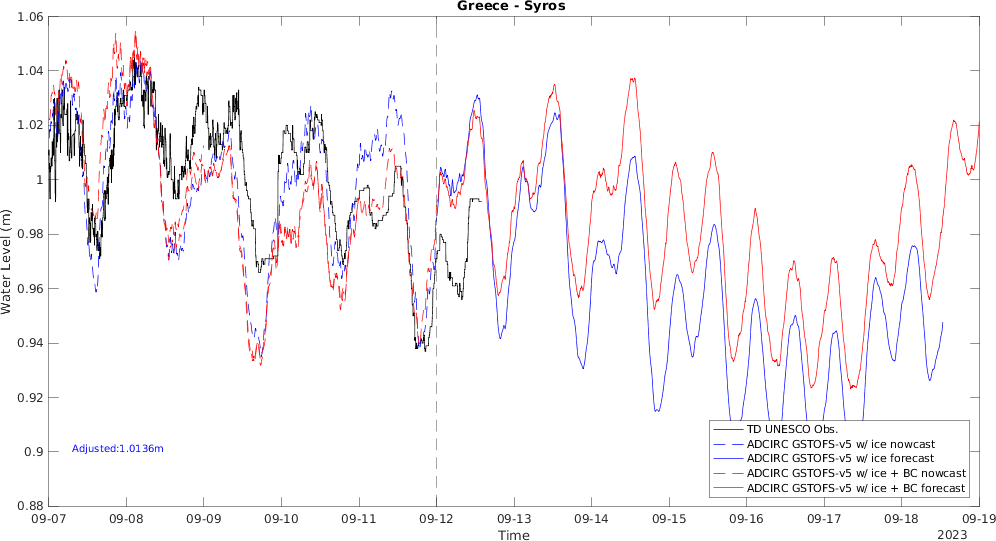 Greece - Syros
1.06
1.04
1.02
1
0.98
0.96
0.94
0.92
0.9
0.88
Water Level (m)
Adjusted:1.0136m
TD UNESCO Obs.
ADCIRC GSTOFS-v5 w/ ice nowcast
ADCIRC GSTOFS-v5 w/ ice forecast
ADCIRC GSTOFS-v5 w/ ice + BC nowcast
ADCIRC GSTOFS-v5 w/ ice + BC forecast
09-07 09-08 09-09 09-10 09-11 09-12 09-13 09-14 09-15 09-16 09-17 09-18 09-19
Time
2023